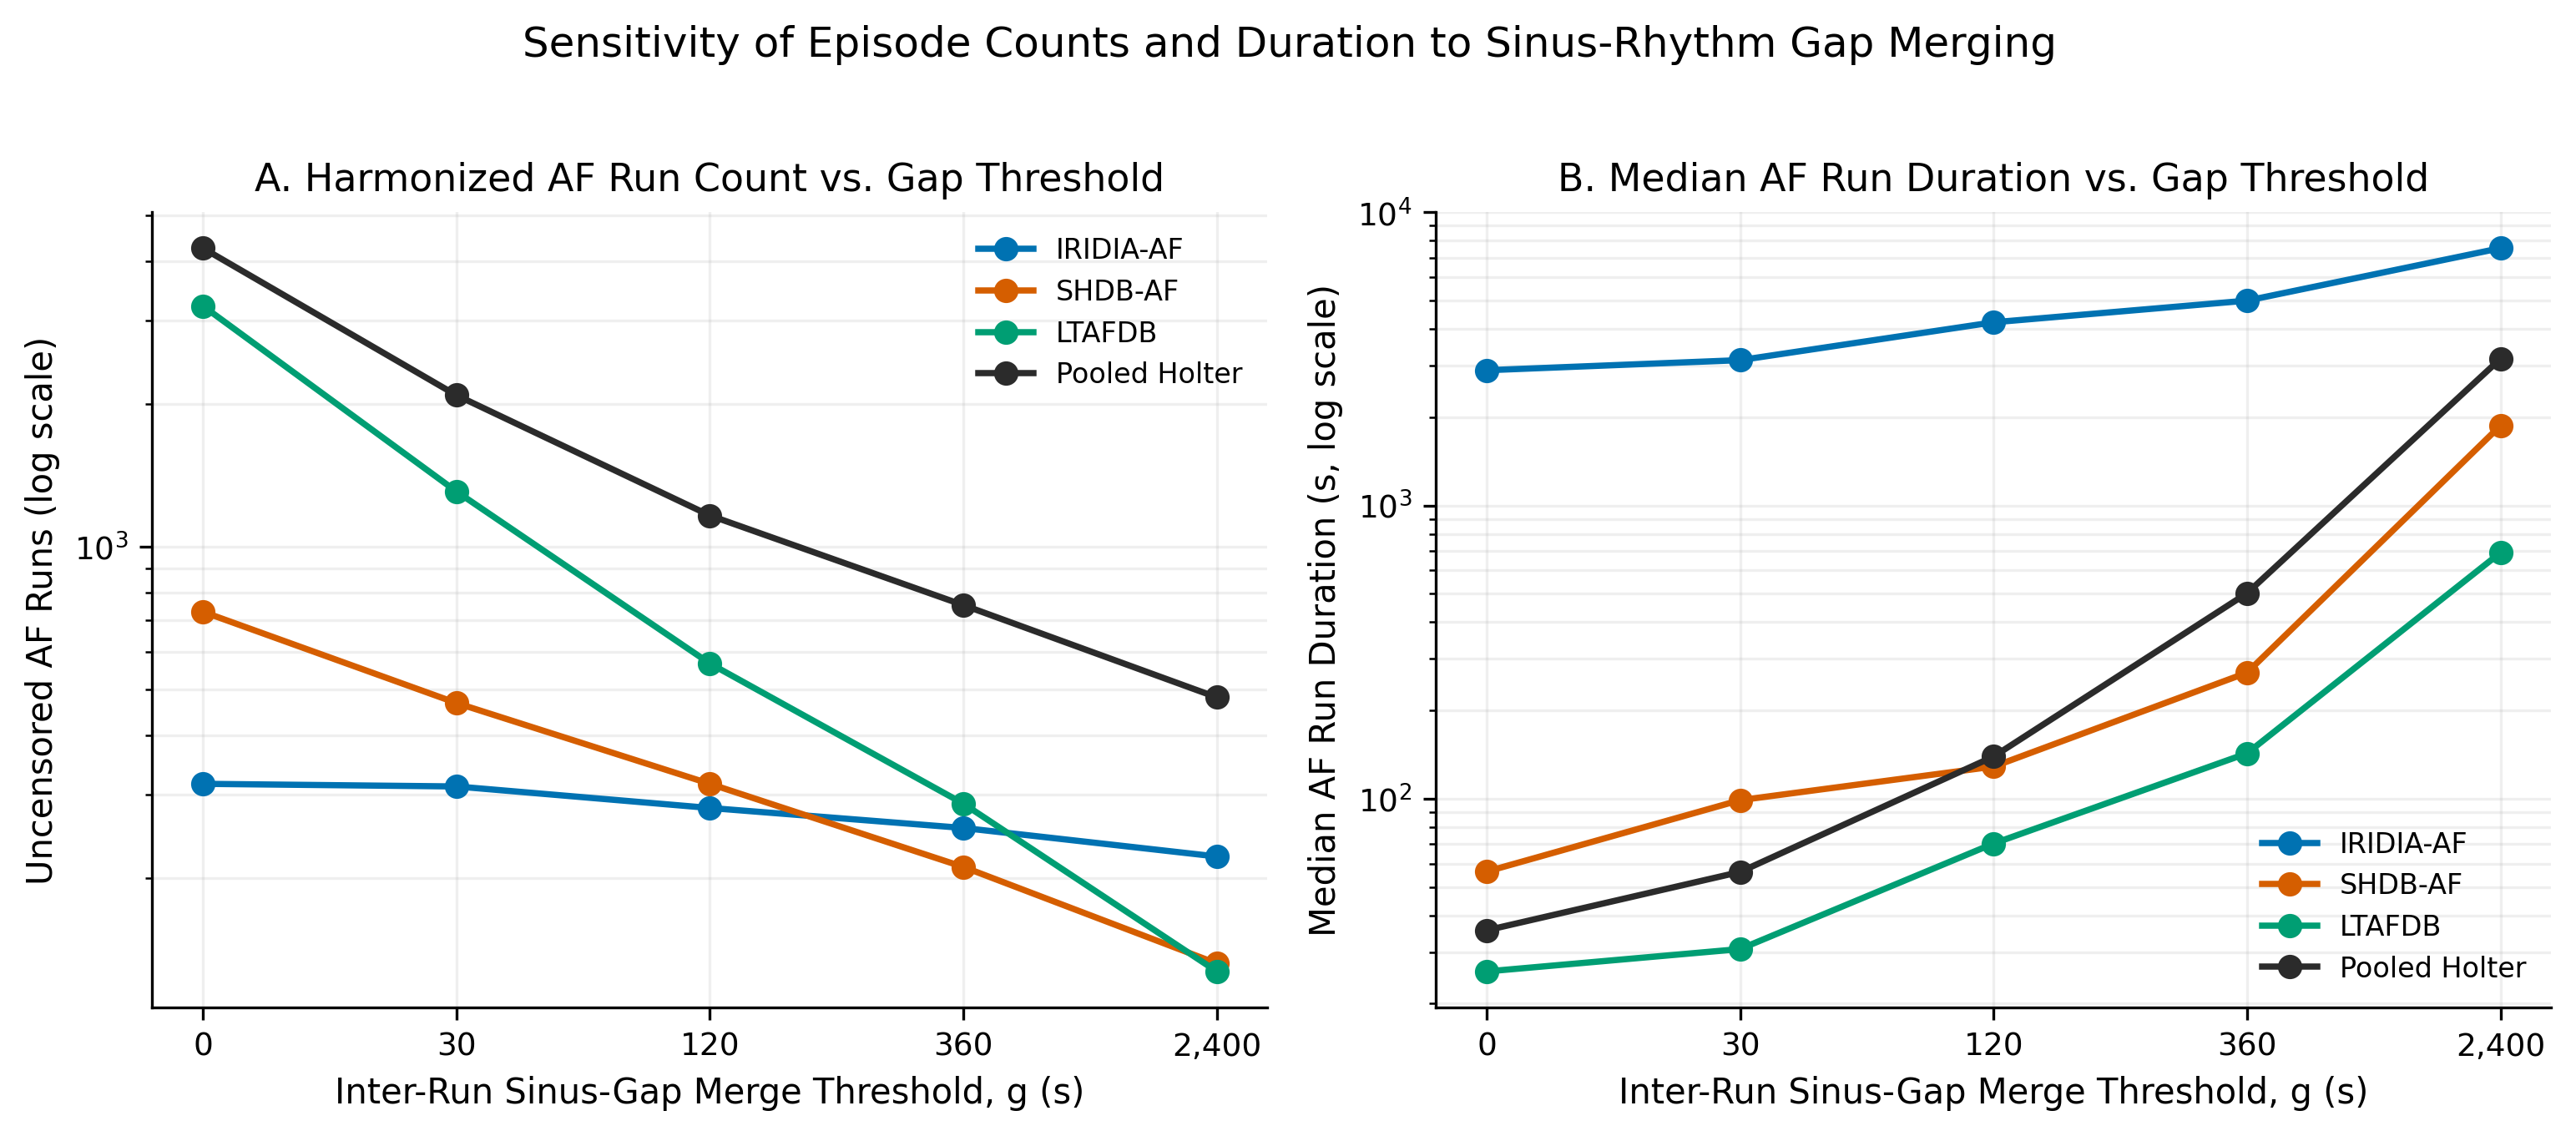 Sensitivity of Episode Counts and Duration to Sinus-Rhythm Gap Merging
A. Harmonized AF Run Count vs. Gap Threshold
Uncensored AF Runs (log scale)
10³
IRIDIA-AF
SHDB-AF
LTAFDB
Pooled Holter
0 30 120 360 2,400
Inter-Run Sinus-Gap Merge Threshold, g (s)
B. Median AF Run Duration vs. Gap Threshold
Median AF Run Duration (s, log scale)
10⁴
10³
10²
IRIDIA-AF
SHDB-AF
LTAFDB
Pooled Holter
0 30 120 360 2,400
Inter-Run Sinus-Gap Merge Threshold, g (s)